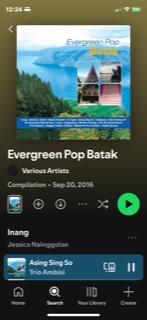 12:24
Evergreen Pop
Batak
Evergreen Pop Batak
Various Artists
Compilation • Sep 20, 2016
Inang
Jessica Nainggolan
Asing Sing So
Trio Ambisi
Home
Search
Your Library
Create